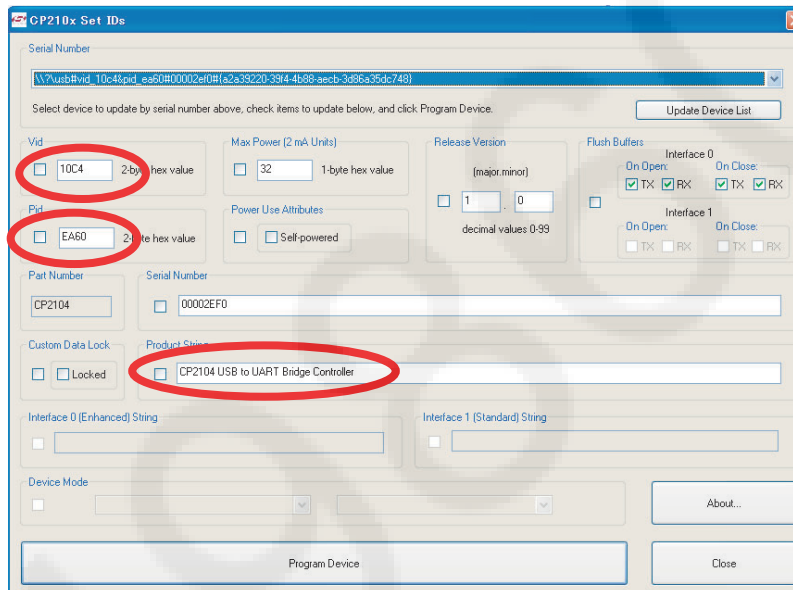 CP210x Set IDs
Serial Number
\\?\usb#vid_10c4&pid_ea60#00002ef0#{a2a39220-39f4-4b88-aecb-3d86a35dc748}
Select device to update by serial number above, check items to update below, and click Program Device.
Update Device List
Vid
10C4
2-byte hex value
Max Power (2 mA Units)
32
1-byte hex value
Release Version
(major.minor)
1 . 0
decimal values 0-99
Flush Buffers
Interface 0
On Open: On Close:
TX RX TX RX
Interface 1
On Open: On Close:
TX RX TX RX
Pid
EA60
2-byte hex value
Power Use Attributes
Self-powered
Part Number
CP2104
Serial Number
00002EF0
Custom Data Lock
Locked
Product String
CP2104 USB to UART Bridge Controller
Interface 0 (Enhanced) String
Interface 1 (Standard) String
Device Mode
About...
Program Device
Close